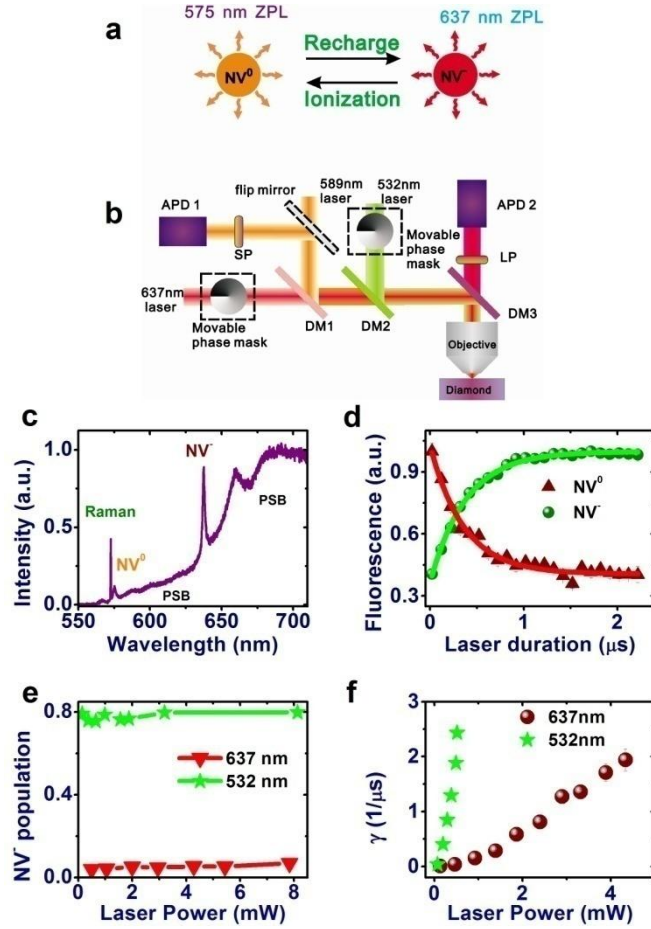 a
575 nm ZPL
637 nm ZPL
NV⁰
Recharge
Ionization
NV⁻
b
APD 1
SP
flip mirror
589nm
laser
532nm
laser
Movable
phase
mask
APD 2
LP
637nm
laser
Movable
phase mask
DM1
DM2
DM3
Objective
Diamond
c
Intensity (a.u.)
1.0
0.5
0.0
Raman
NV⁰
NV⁻
PSB
PSB
550
600
650
700
Wavelength (nm)
d
Fluorescence (a.u.)
0.9
0.6
0.3
NV⁰
NV⁻
0
1
2
Laser duration (μs)
e
NV⁻ population
0.8
0.4
0.0
637 nm
532 nm
0
2
4
6
8
Laser Power (mW)
f
γ (1/μs)
3
2
1
0
637nm
532nm
0
2
4
Laser Power (mW)